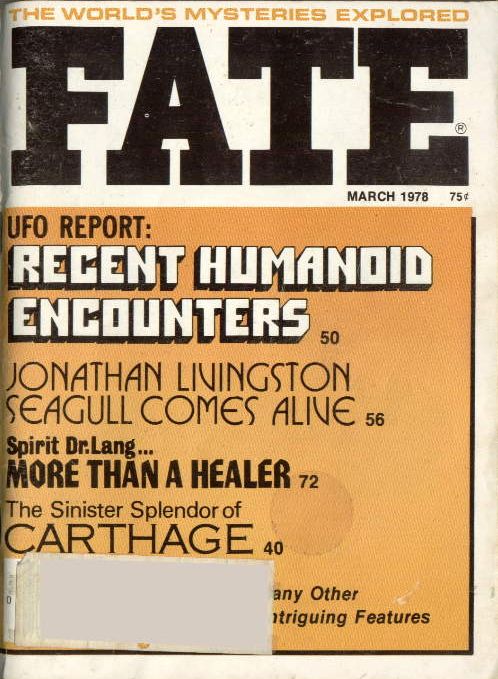 THE WORLD'S MYSTERIES EXPLORED
FATE®
MARCH 1978 75¢
UFO REPORT:
RECENT HUMANOID
ENCOUNTERS 50
JONATHAN LIVINGSTON
SEAGULL COMES ALIVE 56
Spirit Dr. Lang...
MORE THAN A HEALER 72
The Sinister Splendor of
CARTHAGE 40
any Other
ntriguing Features